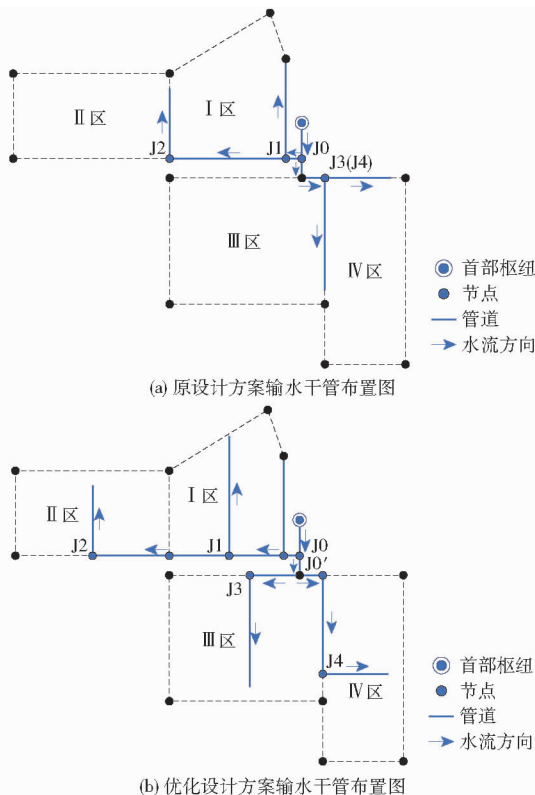 Ⅰ区
Ⅱ区
J2
J1
J0
J3(J4)
Ⅲ区
Ⅳ区
首部枢纽
节点
管道
水流方向
(a) 原设计方案输水干管布置图
Ⅰ区
Ⅱ区
J2
J1
J0
J0′
J3
Ⅲ区
J4
Ⅳ区
首部枢纽
节点
管道
水流方向
(b) 优化设计方案输水干管布置图